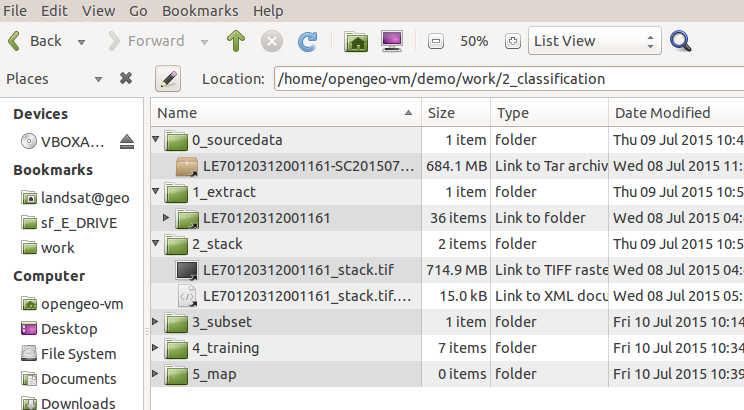 File Edit View Go Bookmarks Help
Back Forward 50% List View
Places Location: /home/opengeo-vm/demo/work/2_classification
Devices
VBOXA...
Bookmarks
landsat@geo
sf_E_DRIVE
work
Computer
opengeo-vm
Desktop
File System
Documents
Downloads
Name Size Type Date Modified
0_sourcedata 1 item folder Thu 09 Jul 2015 10:4
LE70120312001161-SC201507... 684.1 MB Link to Tar archiv Wed 08 Jul 2015 11:
1_extract 1 item folder Thu 09 Jul 2015 10:5
LE70120312001161 36 items Link to folder Wed 08 Jul 2015 04:
2_stack 2 items folder Thu 09 Jul 2015 10:5
LE70120312001161_stack.tif 714.9 MB Link to TIFF raste Wed 08 Jul 2015 04:
LE70120312001161_stack.tif.... 15.0 kB Link to XML docu Wed 08 Jul 2015 05:
3_subset 1 item folder Fri 10 Jul 2015 10:14
4_training 7 items folder Fri 10 Jul 2015 10:34
5_map 0 items folder Fri 10 Jul 2015 10:39